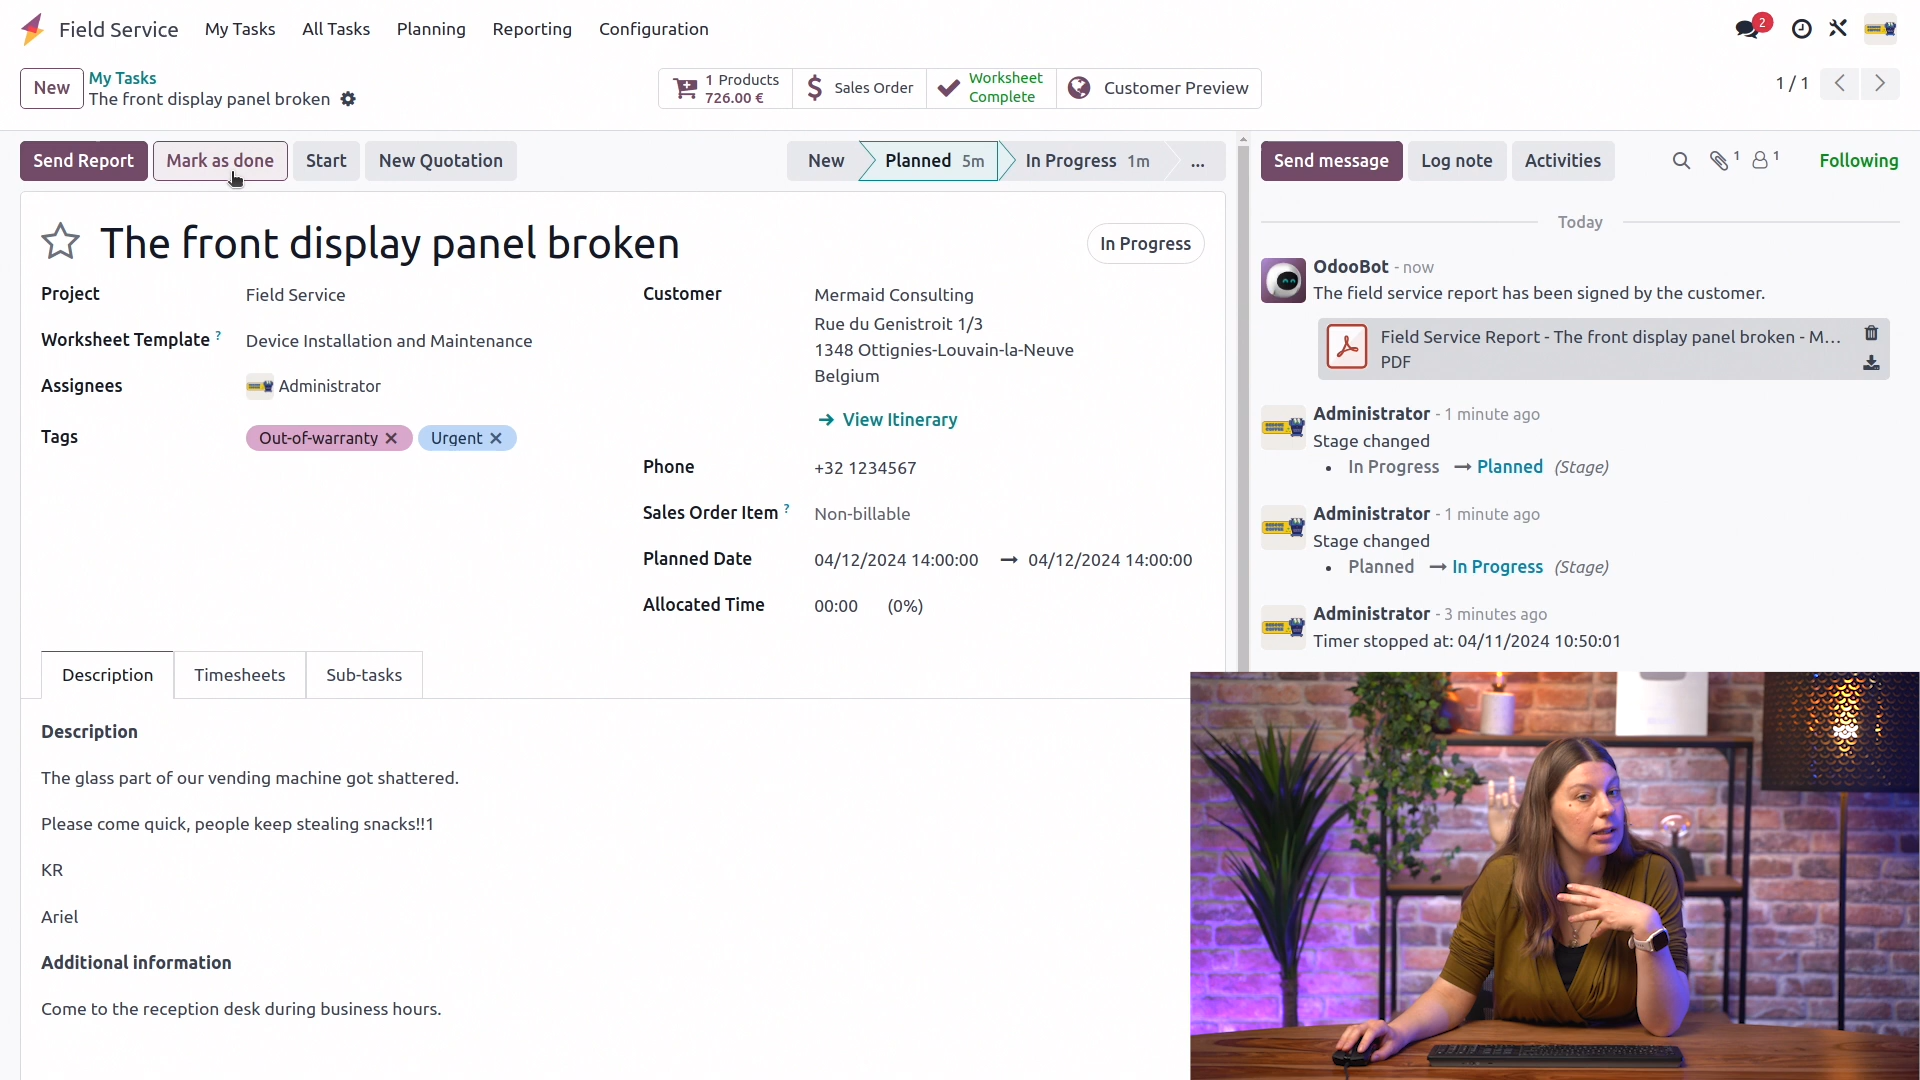 Field Service My Tasks All Tasks Planning Reporting Configuration 2
New My Tasks
The front display panel broken
1 Products
726.00 €
Sales Order
Worksheet
Complete
Customer Preview
1 / 1
Send Report Mark as done Start New Quotation New Planned 5m In Progress 1m ...
The front display panel broken
In Progress
Project Field Service
Worksheet Template ? Device Installation and Maintenance
Assignees Administrator
Tags Out-of-warranty Urgent
Customer Mermaid Consulting
Rue du Genistroit 1/3
1348 Ottignies-Louvain-la-Neuve
Belgium
→ View Itinerary
Phone +32 1234567
Sales Order Item ? Non-billable
Planned Date 04/12/2024 14:00:00 → 04/12/2024 14:00:00
Allocated Time 00:00 (0%)
Description Timesheets Sub-tasks
Description
The glass part of our vending machine got shattered.
Please come quick, people keep stealing snacks!!1
KR
Ariel
Additional information
Come to the reception desk during business hours.
Send message Log note Activities 1 1 Following
Today
OdooBot - now
The field service report has been signed by the customer.
Field Service Report - The front display panel broken - M...
PDF
Administrator - 1 minute ago
Stage changed
• In Progress → Planned (Stage)
Administrator - 1 minute ago
Stage changed
• Planned → In Progress (Stage)
Administrator - 3 minutes ago
Timer stopped at: 04/11/2024 10:50:01